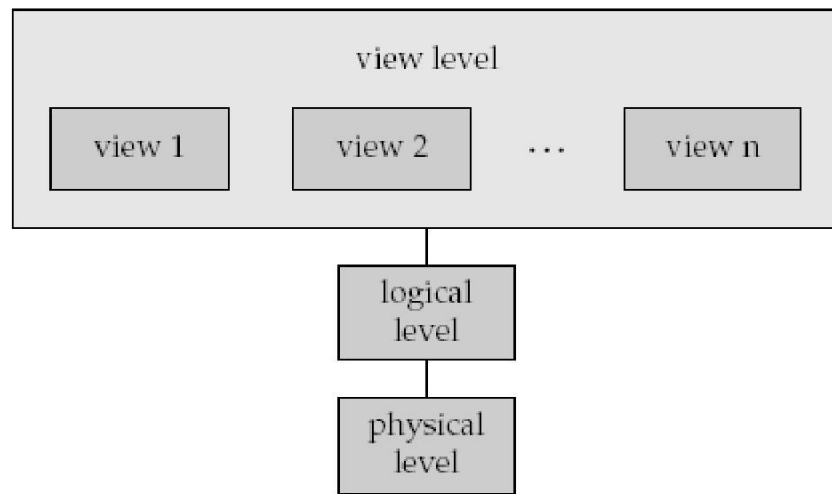 view level
view 1
view 2
...
view n
logical
level
physical
level